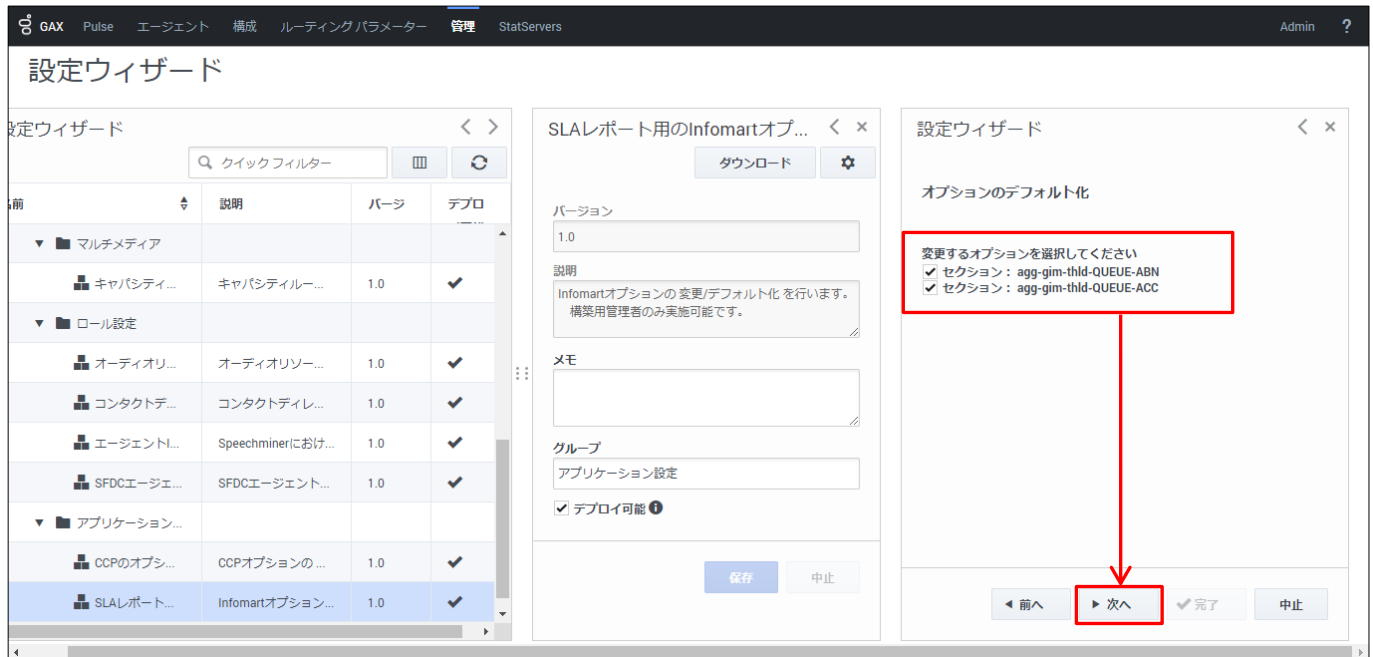 GAX Pulse エージェント 構成 ルーティング パラメーター 管理 StatServers Admin ?
設定ウィザード
設定ウィザード
クイック フィルター
名前 説明 バージ デプロ
マルチメディア
キャパシティ... キャパシティルー... 1.0
ロール設定
オーディオリ... オーディオリソー... 1.0
コンタクトデ... コンタクトディレ... 1.0
エージェントI... Speechminerにおけ... 1.0
SFDCエージェ... SFDCエージェント... 1.0
アプリケーション...
CCPのオプシ... CCPオプションの ... 1.0
SLAレポート... Infomartオプション... 1.0
SLAレポート用のInfomartオプ...
ダウンロード
バージョン
1.0
説明
Infomartオプションの 変更/デフォルト化 を行います。
構築用管理者のみ実施可能です。
メモ
グループ
アプリケーション設定
デプロイ可能
保存 中止
設定ウィザード
オプションのデフォルト化
変更するオプションを選択してください
セクション： agg-gim-thld-QUEUE-ABN
セクション： agg-gim-thld-QUEUE-ACC
前へ 次へ 完了 中止